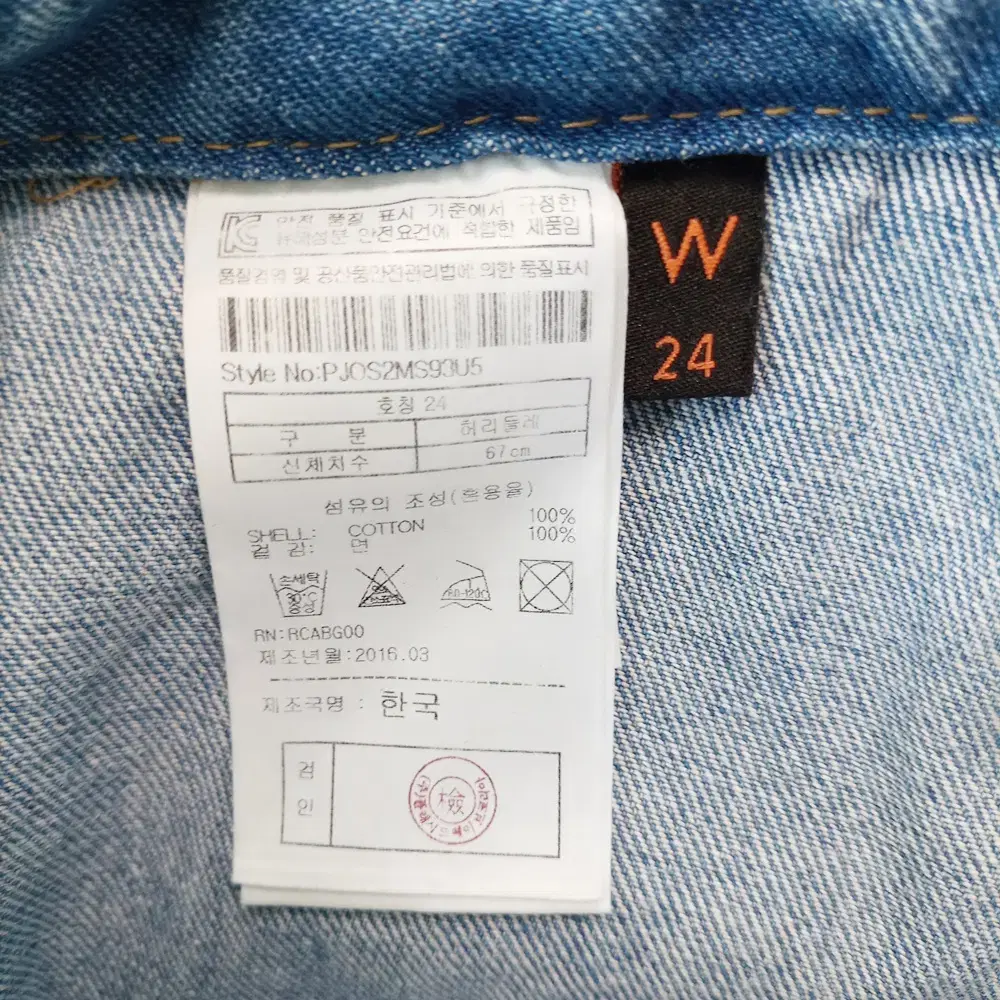 안전 품질 표시 기준에서 규정한
유해성분 안전요건에 적합한 제품임
품질경영 및 공산품안전관리법에 의한 품질표시
Style No:PJOS2MS93U5
호칭 24
구 분 허리둘레
신체치수 67cm
섬유의 조성(혼용율)
SHELL: COTTON 100%
겉 감: 면 100%
손세탁
30°C
중성
80-120C
RN:RCABG00
제조년월:2016.03
제조국명 : 한국
검
인
檢
W
24